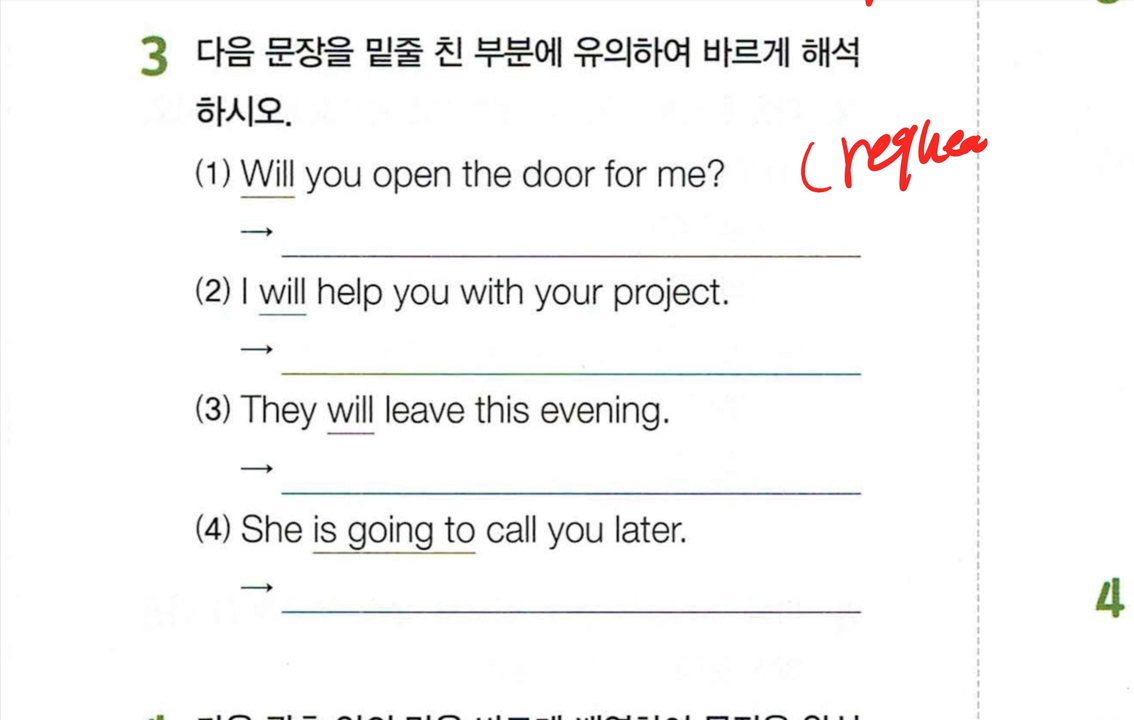 3 다음 문장을 밑줄 친 부분에 유의하여 바르게 해석
하시오.
(1) Will you open the door for me?
→
(2) I will help you with your project.
→
(3) They will leave this evening.
→
(4) She is going to call you later.
→
4